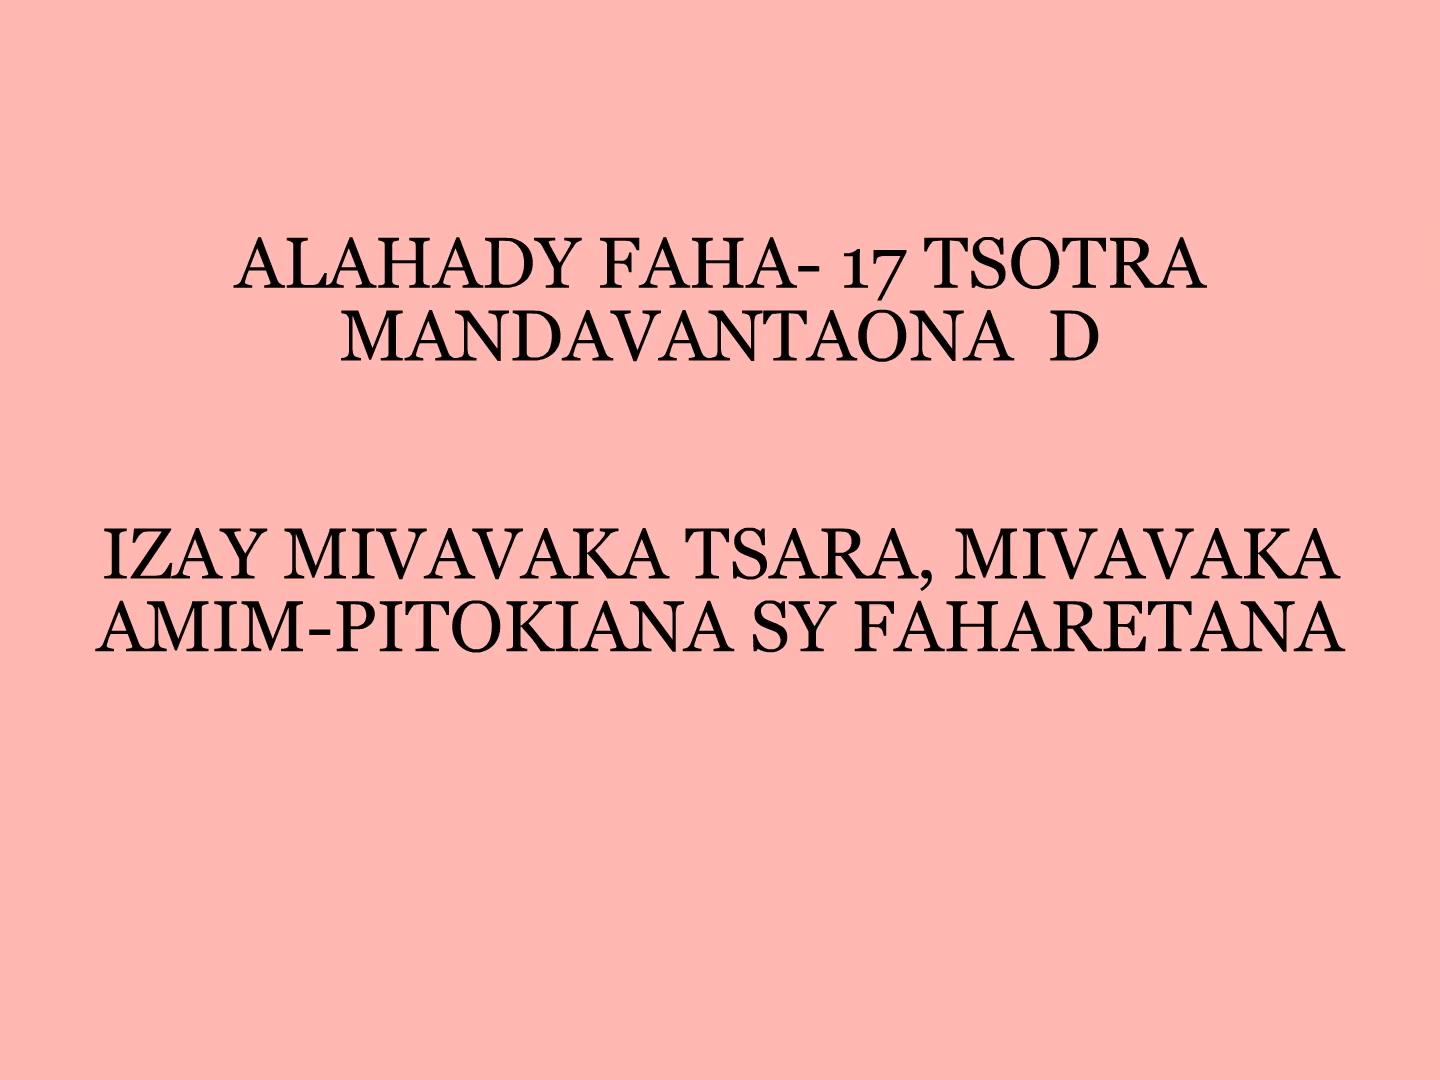 ALAHADY FAHA- 17 TSOTRA
MANDAVANTAONA  D
IZAY MIVAVAKA TSARA, MIVAVAKA
AMIM-PITOKIANA SY FAHARETANA